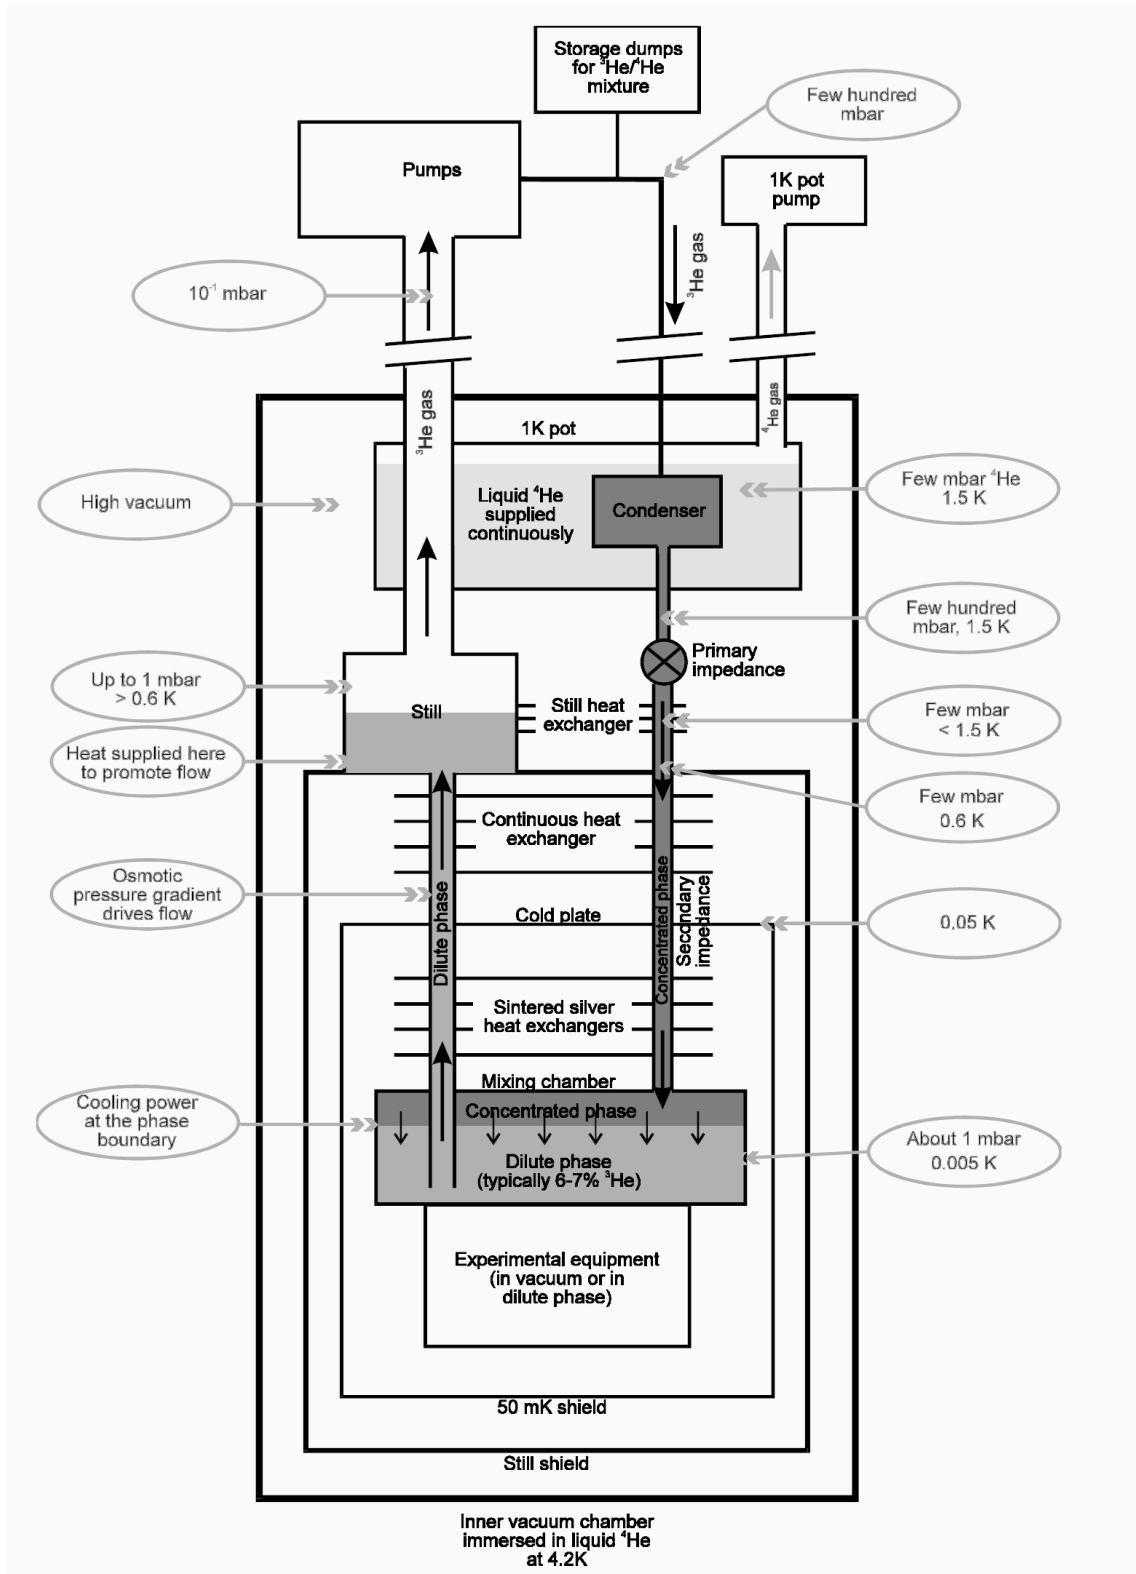 Storage dumps
for ³He/⁴He
mixture
Few hundred
mbar
Pumps
1K pot
pump
³He gas
10⁻¹ mbar
³He gas
⁴He gas
1K pot
High vacuum
Liquid ⁴He
supplied
continuously
Condenser
Few mbar ⁴He
1.5 K
Few hundred
mbar, 1.5 K
Primary
impedance
Up to 1 mbar
> 0.6 K
Still
Still heat
exchanger
Few mbar
< 1.5 K
Heat supplied here
to promote flow
Few mbar
0.6 K
Continuous heat
exchanger
Osmotic
pressure gradient
drives flow
Dilute phase
Cold plate
Concentrated phase
Secondary
impedance
0,05 K
Sintered silver
heat exchangers
Mixing chamber
Cooling power
at the phase
boundary
Concentrated phase
Dilute phase
(typically 6-7% ³He)
About 1 mbar
0.005 K
Experimental equipment
(in vacuum or in
dilute phase)
50 mK shield
Still shield
Inner vacuum chamber
immersed in liquid ⁴He
at 4.2K